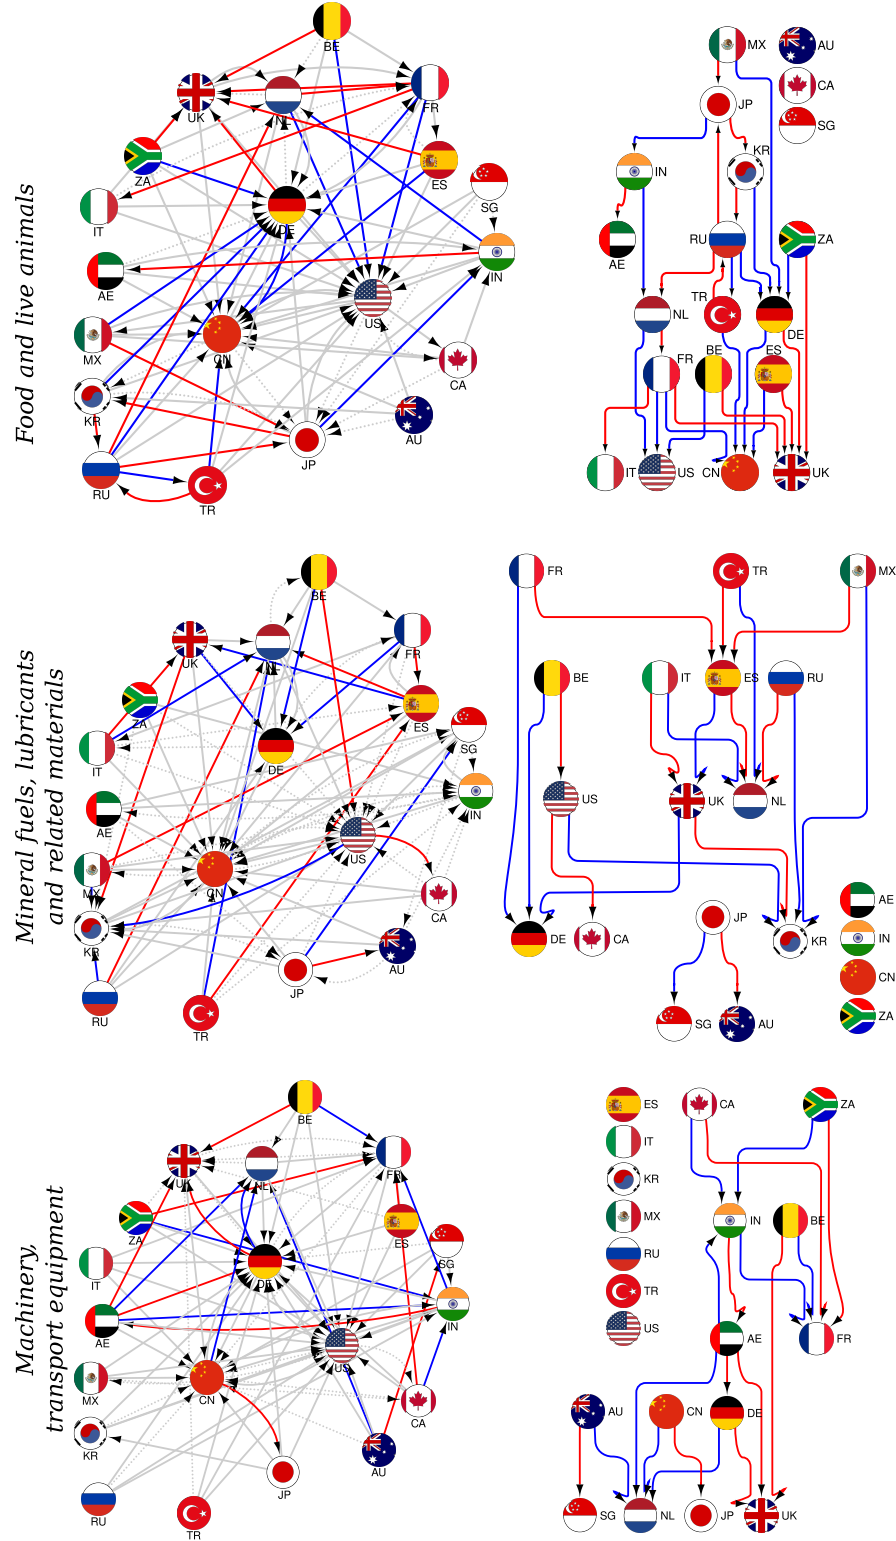 Food and live animals
BE
UK
NL
FR
ZA
ES
SG
IT
DE
IN
AE
US
MX
CN
CA
KR
AU
JP
RU
TR
MX
AU
JP
CA
SG
KR
IN
AE
RU
ZA
TR
NL
DE
FR
BE
ES
IT
US
CN
UK
Mineral fuels, lubricants
and related materials
BE
UK
NL
FR
ZA
ES
SG
IT
DE
IN
AE
US
MX
CN
CA
KR
AU
JP
RU
TR
FR
TR
MX
BE
IT
ES
RU
US
UK
NL
AE
IN
CN
ZA
JP
DE
CA
KR
SG
AU
Machinery,
transport equipment
BE
UK
NL
FR
ZA
ES
SG
IT
DE
IN
AE
US
MX
CN
CA
KR
AU
JP
RU
TR
ES
CA
ZA
IT
KR
MX
IN
BE
RU
TR
US
AE
FR
AU
CN
DE
SG
NL
JP
UK